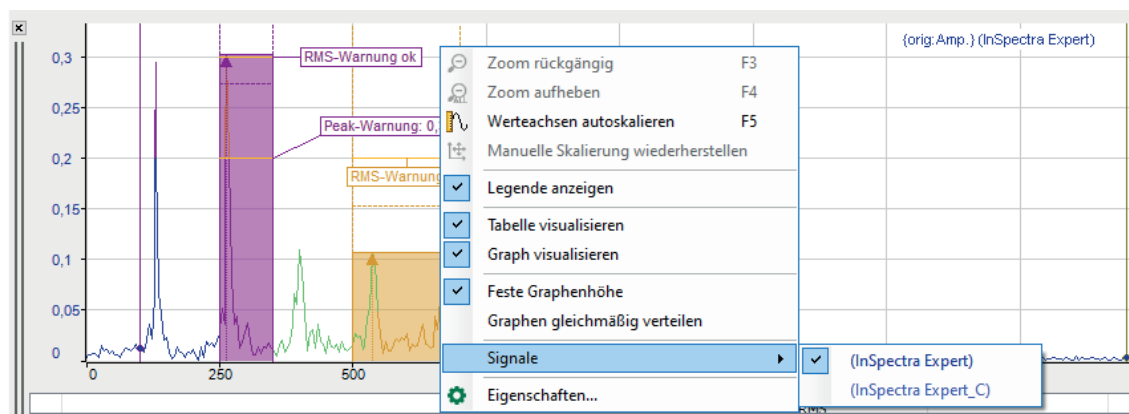 {orig:Amp.} (InSpectra Expert)
0,3
0,25
0,2
0,15
0,1
0,05
0
0
250
500
RMS-Warnung ok
Peak-Warnung: 0,
RMS-Warnung
Zoom rückgängig F3
Zoom aufheben F4
Werteachsen autoskalieren F5
Manuelle Skalierung wiederherstellen
Legende anzeigen
Tabelle visualisieren
Graph visualisieren
Feste Graphenhöhe
Graphen gleichmäßig verteilen
Signale
(InSpectra Expert)
(InSpectra Expert_C)
Eigenschaften...
RMS